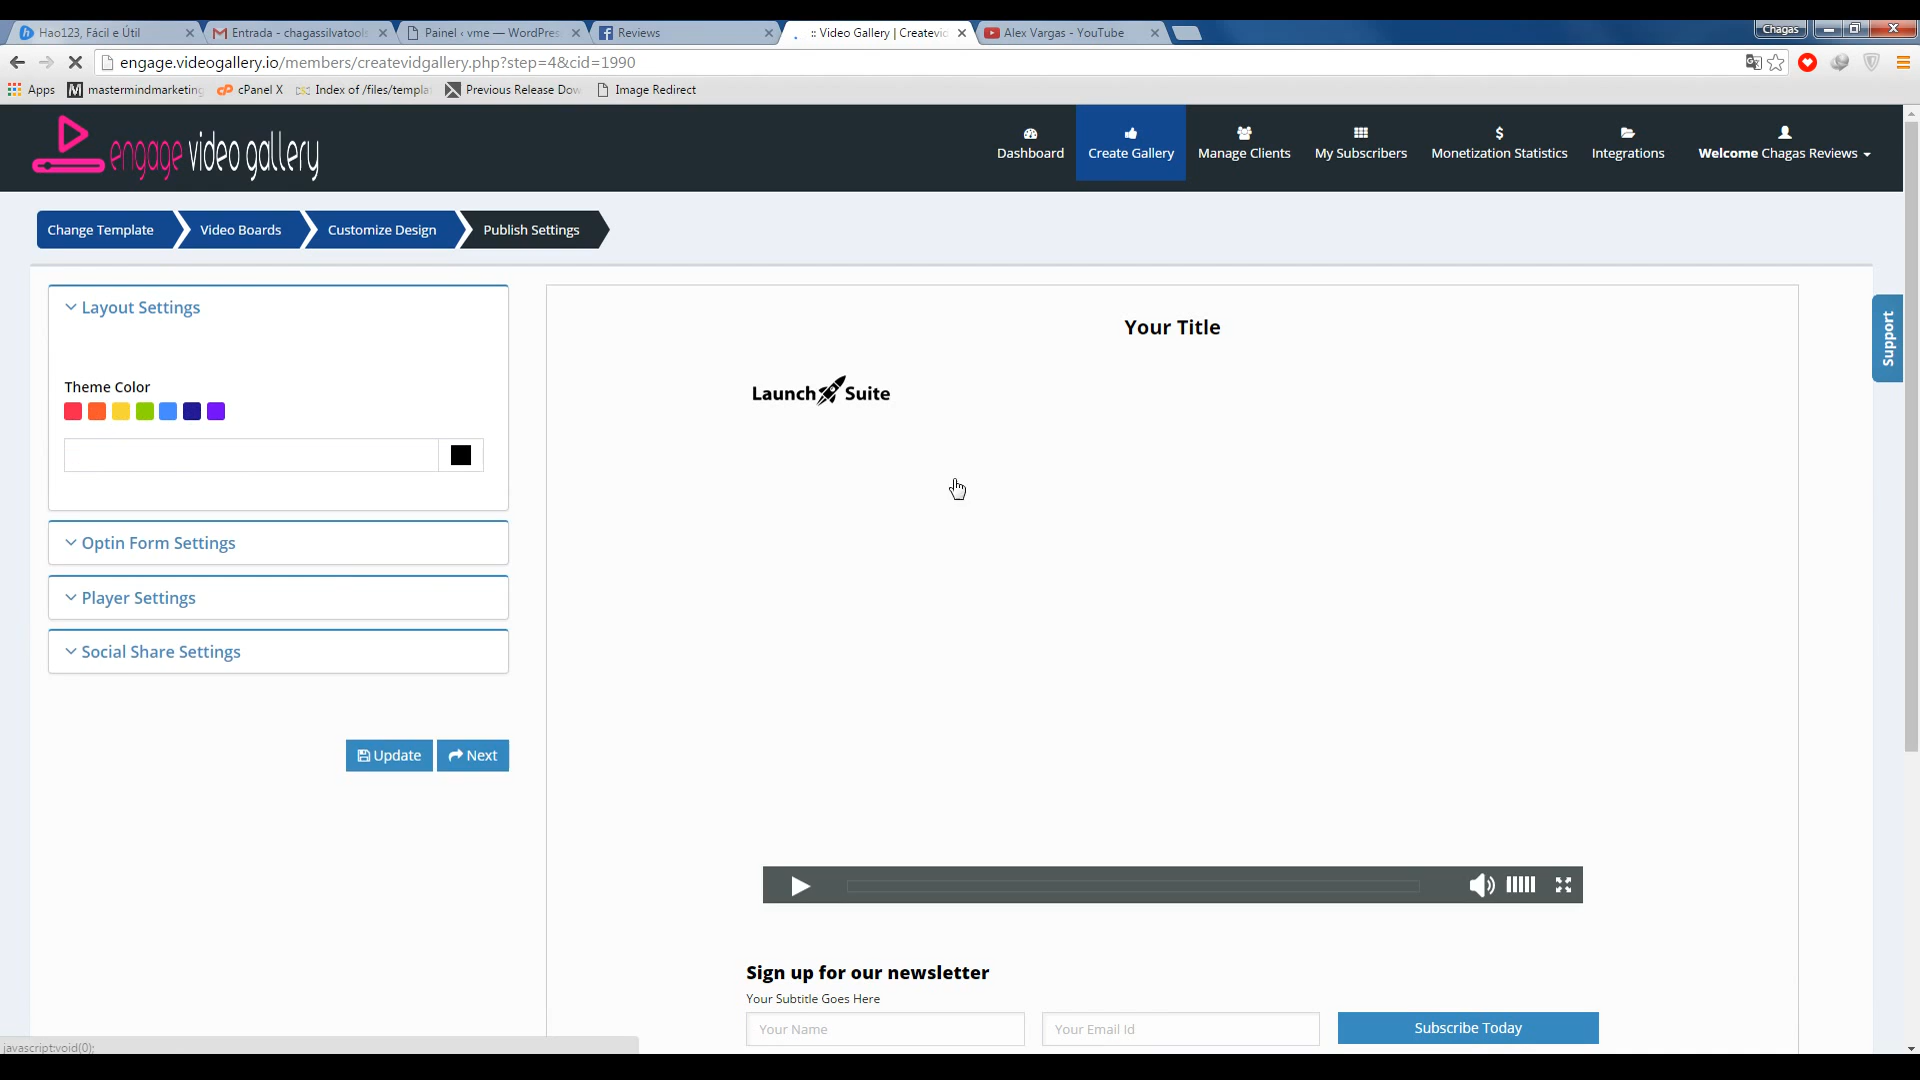 Hao123, Fácil e Útil
Entrada - chagassilvatools
Painel ‹ vme — WordPres
Reviews
:: Video Gallery | Createvid
Alex Vargas - YouTube
Chagas
engage.videogallery.io/members/createvidgallery.php?step=4&cid=1990
Apps
mastermindmarketing
cPanel X
Index of /files/templa
Previous Release Dow
Image Redirect
engage video gallery
Dashboard
Create Gallery
Manage Clients
My Subscribers
Monetization Statistics
Integrations
Welcome Chagas Reviews
Change Template
Video Boards
Customize Design
Publish Settings
Layout Settings
Theme Color
Optin Form Settings
Player Settings
Social Share Settings
Update
Next
Your Title
Launch Suite
Support
Sign up for our newsletter
Your Subtitle Goes Here
Your Name
Your Email Id
Subscribe Today
javascript:void(0);